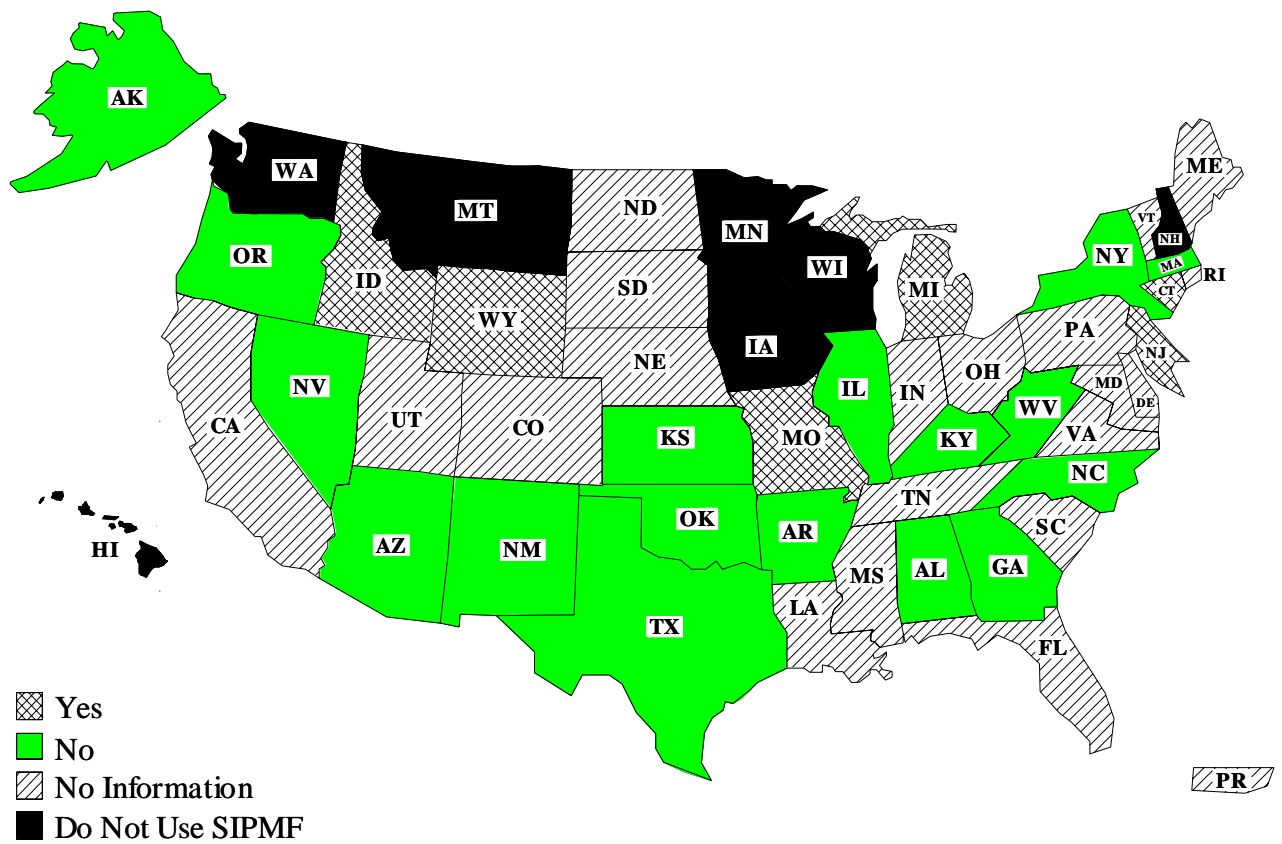 AK
WA
MT
ND
MN
ME
VT
NH
OR
ID
SD
WI
MI
NY
MA
CT
RI
WY
NE
IA
PA
NJ
NV
UT
CO
IL
IN
OH
MD
DE
CA
KS
MO
KY
WV
VA
TN
NC
AZ
NM
OK
AR
MS
AL
GA
SC
HI
TX
LA
FL
PR
Yes
No
No Information
Do Not Use SIPMF